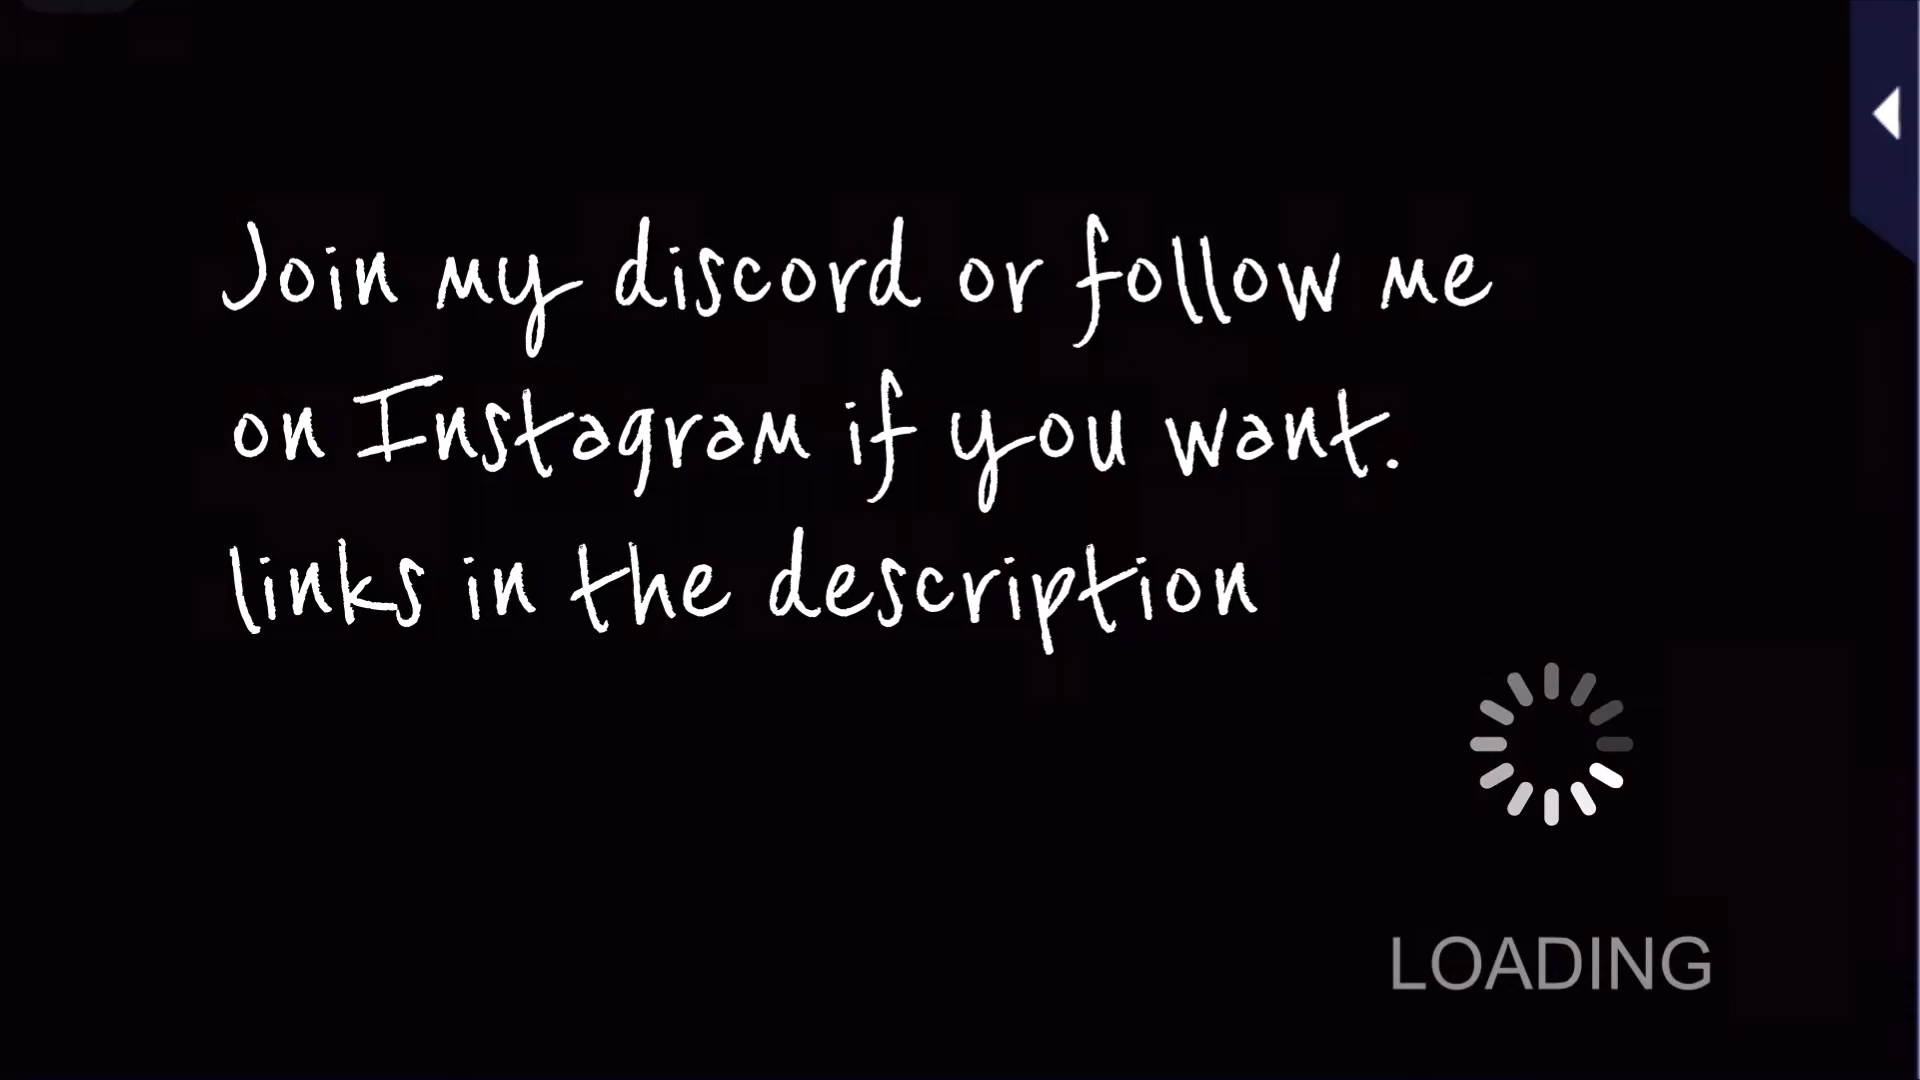 Join my discord or follow me
on Instagram if you want.
links in the description
LOADING